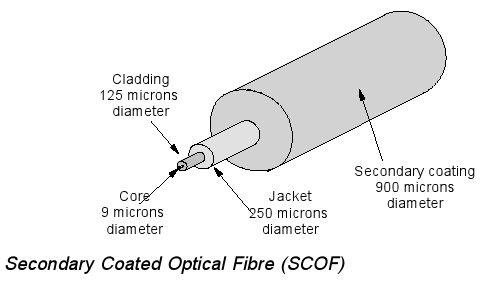 Cladding
125 microns
diameter
Secondary coating
900 microns
diameter
Core
9 microns
diameter
Jacket
250 microns
diameter
Secondary Coated Optical Fibre (SCOF)